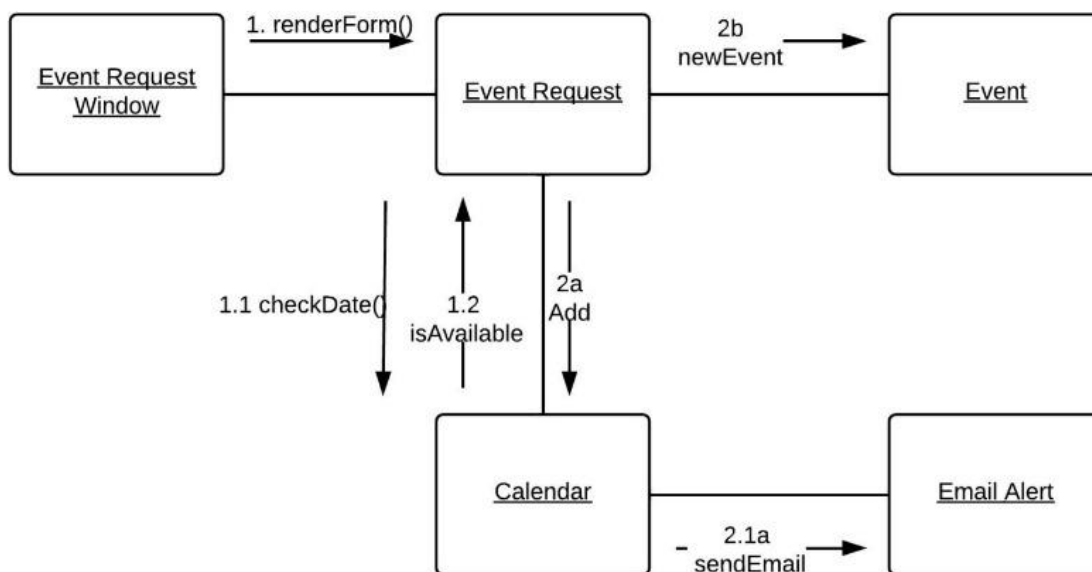 1. renderForm()
2b
newEvent
Event Request
Window
Event Request
Event
1.1 checkDate()
1.2
isAvailable
2a
Add
Calendar
Email Alert
2.1a
sendEmail